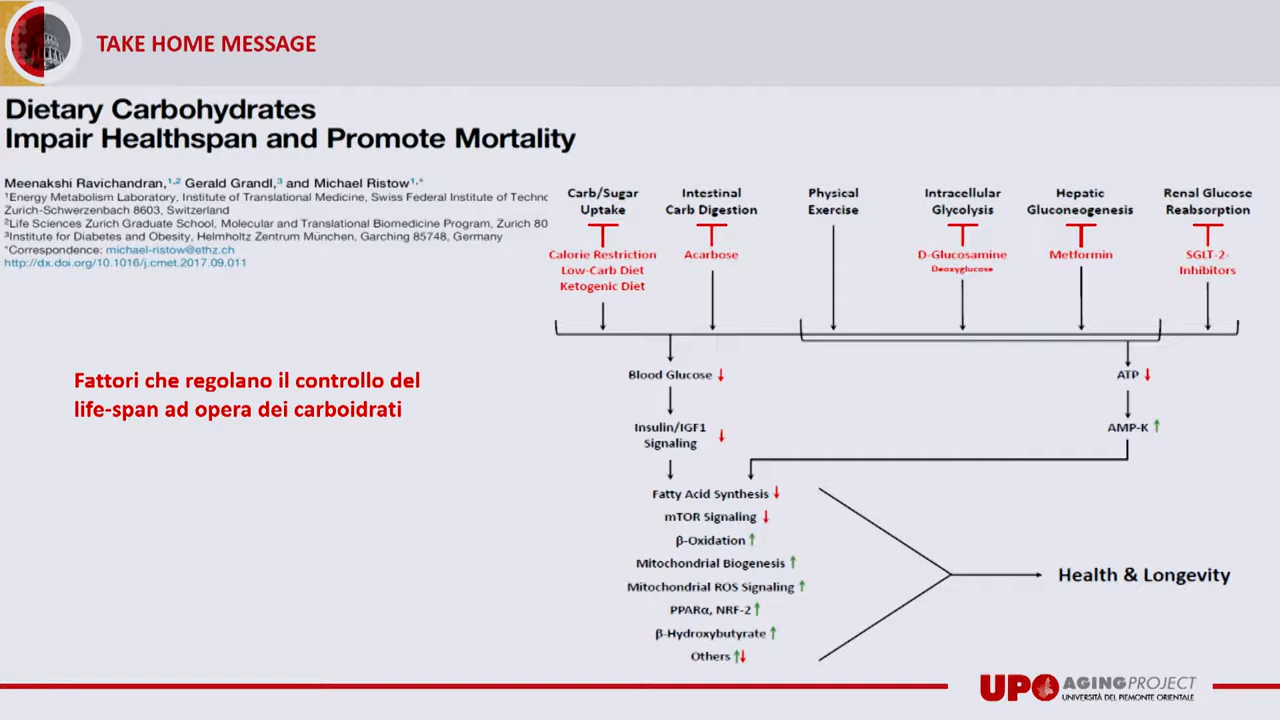 TAKE HOME MESSAGE
Dietary Carbohydrates
Impair Healthspan and Promote Mortality
Meenakshi Ravichandran,1,2 Gerald Grandl,3 and Michael Ristow1,*
1Energy Metabolism Laboratory, Institute of Translational Medicine, Swiss Federal Institute of Techno
Zurich-Schwerzenbach 8603, Switzerland
2Life Sciences Zurich Graduate School, Molecular and Translational Biomedicine Program, Zurich 80
3Institute for Diabetes and Obesity, Helmholtz Zentrum München, Garching 85748, Germany
*Correspondence: michael-ristow@ethz.ch
http://dx.doi.org/10.1016/j.cmet.2017.09.011
Fattori che regolano il controllo del
life-span ad opera dei carboidrati
Carb/Sugar
Uptake
Intestinal
Carb Digestion
Physical
Exercise
Intracellular
Glycolysis
Hepatic
Gluconeogenesis
Renal Glucose
Reabsorption
Calorie Restriction
Low-Carb Diet
Ketogenic Diet
Acarbose
D-Glucosamine
Deoxyglucose
Metformin
SGLT-2-
Inhibitors
Blood Glucose ↓
ATP ↓
Insulin/IGF1
Signaling ↓
AMP-K ↑
Fatty Acid Synthesis ↓
mTOR Signaling ↓
β-Oxidation ↑
Mitochondrial Biogenesis ↑
Mitochondrial ROS Signaling ↑
PPARα, NRF-2 ↑
β-Hydroxybutyrate ↑
Others ↑↓
Health & Longevity
UPO AGING PROJECT
UNIVERSITÀ DEL PIEMONTE ORIENTALE